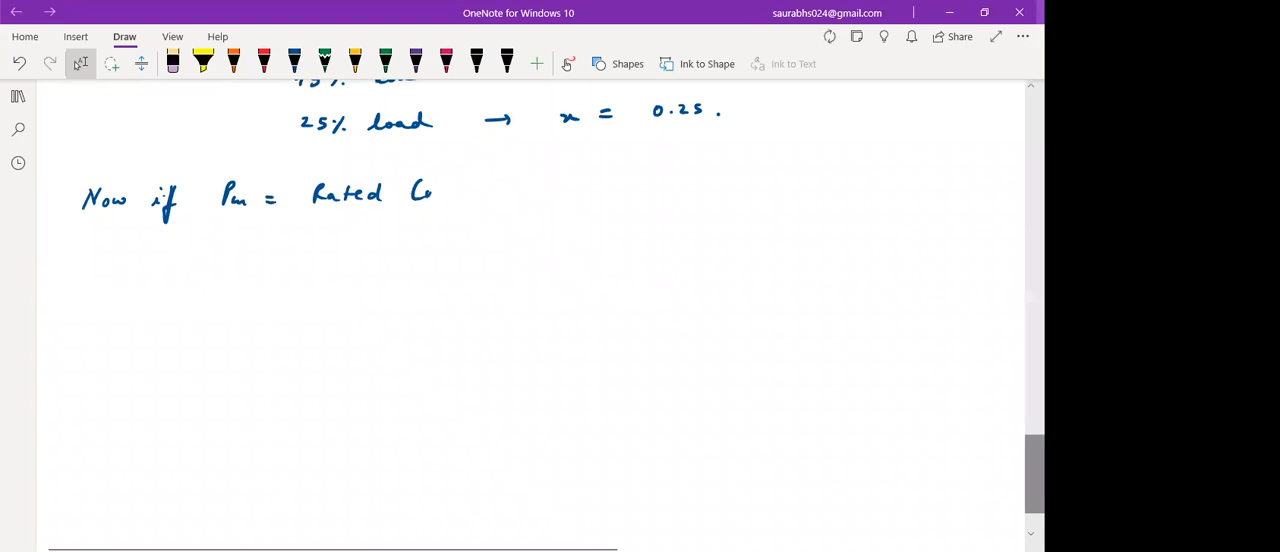 OneNote for Windows 10
saurabhs024@gmail.com
Home Insert Draw View Help
Share
Shapes Ink to Shape Ink to Text
25% load → x = 0.25 .
Now if Pm = Rated